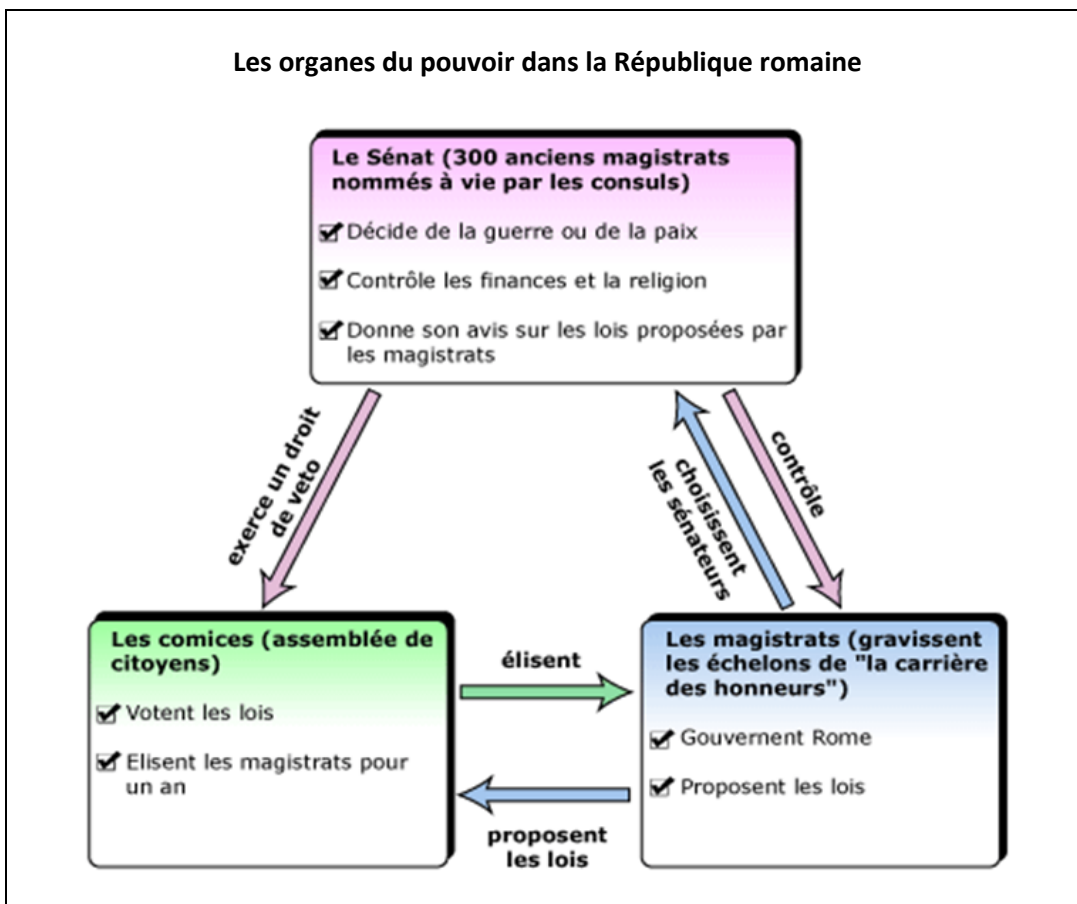 Les organes du pouvoir dans la République romaine
Le Sénat (300 anciens magistrats
nommés à vie par les consuls)
Décide de la guerre ou de la paix
Contrôle les finances et la religion
Donne son avis sur les lois proposées par
les magistrats
exerce un droit
de veto
choisissent
les sénateurs
contrôle
Les comices (assemblée de
citoyens)
Votent les lois
Elisent les magistrats pour
un an
élisent
proposent
les lois
Les magistrats (gravissent
les échelons de "la carrière
des honneurs")
Gouvernent Rome
Proposent les lois